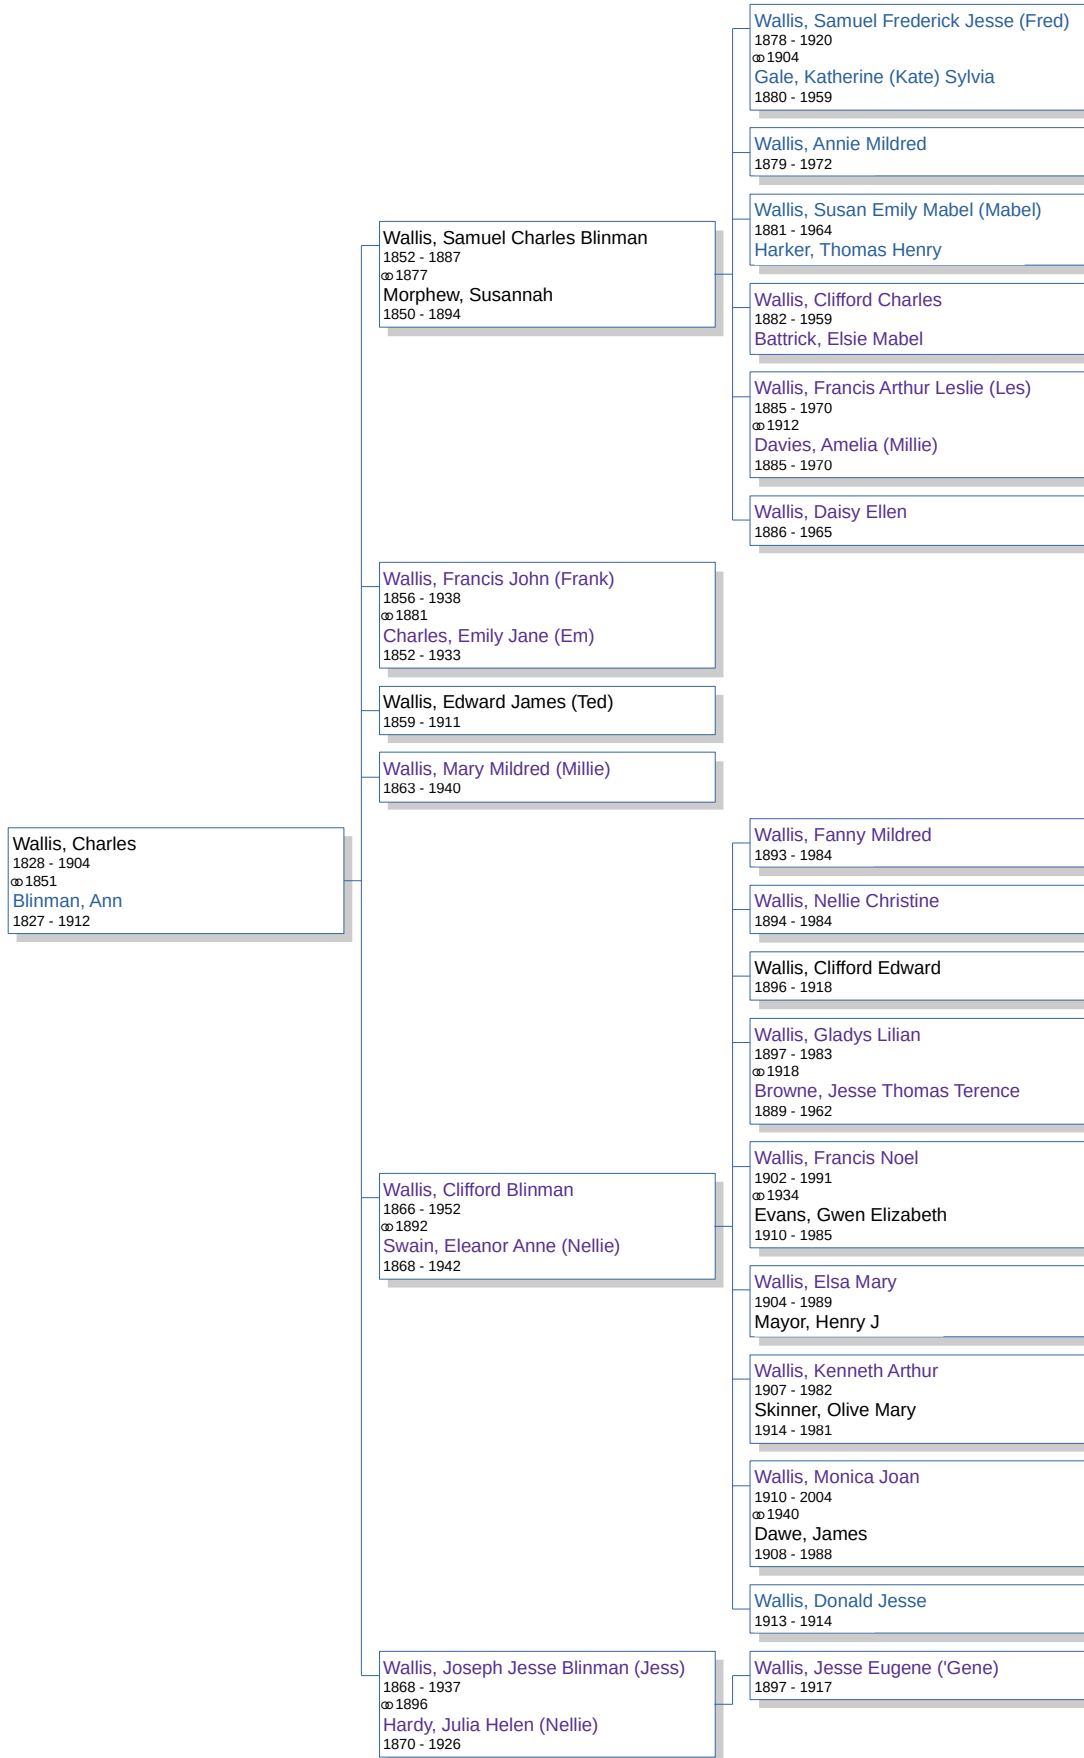 Wallis, Charles
1828 - 1904
⚭ 1851
Blinman, Ann
1827 - 1912
Wallis, Samuel Charles Blinman
1852 - 1887
⚭ 1877
Morphew, Susannah
1850 - 1894
Wallis, Samuel Frederick Jesse (Fred)
1878 - 1920
⚭ 1904
Gale, Katherine (Kate) Sylvia
1880 - 1959
Wallis, Annie Mildred
1879 - 1972
Wallis, Susan Emily Mabel (Mabel)
1881 - 1964
Harker, Thomas Henry
Wallis, Clifford Charles
1882 - 1959
Battrick, Elsie Mabel
Wallis, Francis Arthur Leslie (Les)
1885 - 1970
⚭ 1912
Davies, Amelia (Millie)
1885 - 1970
Wallis, Daisy Ellen
1886 - 1965
Wallis, Francis John (Frank)
1856 - 1938
⚭ 1881
Charles, Emily Jane (Em)
1852 - 1933
Wallis, Edward James (Ted)
1859 - 1911
Wallis, Mary Mildred (Millie)
1863 - 1940
Wallis, Clifford Blinman
1866 - 1952
⚭ 1892
Swain, Eleanor Anne (Nellie)
1868 - 1942
Wallis, Fanny Mildred
1893 - 1984
Wallis, Nellie Christine
1894 - 1984
Wallis, Clifford Edward
1896 - 1918
Wallis, Gladys Lilian
1897 - 1983
⚭ 1918
Browne, Jesse Thomas Terence
1889 - 1962
Wallis, Francis Noel
1902 - 1991
⚭ 1934
Evans, Gwen Elizabeth
1910 - 1985
Wallis, Elsa Mary
1904 - 1989
Mayor, Henry J
Wallis, Kenneth Arthur
1907 - 1982
Skinner, Olive Mary
1914 - 1981
Wallis, Monica Joan
1910 - 2004
⚭ 1940
Dawe, James
1908 - 1988
Wallis, Donald Jesse
1913 - 1914
Wallis, Joseph Jesse Blinman (Jess)
1868 - 1937
⚭ 1896
Hardy, Julia Helen (Nellie)
1870 - 1926
Wallis, Jesse Eugene ('Gene)
1897 - 1917